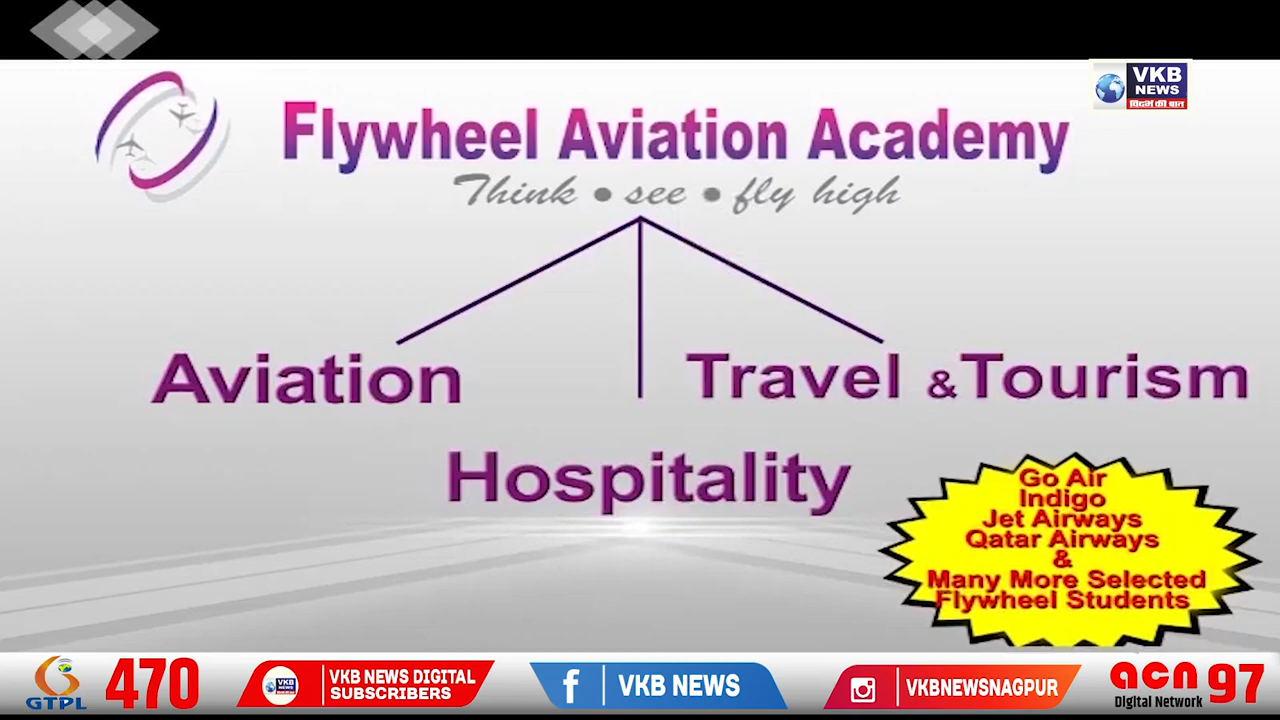 VKB
NEWS
विदर्भ की बात
Flywheel Aviation Academy
Think • see • fly high
Aviation
Travel & Tourism
Hospitality
Go Air
Indigo
Jet Airways
Qatar Airways
&
Many More Selected
Flywheel Students
GTPL
470
VKB NEWS
VKB NEWS DIGITAL
SUBSCRIBERS
f
VKB NEWS
VKBNEWSNAGPUR
acn
Digital Network
97